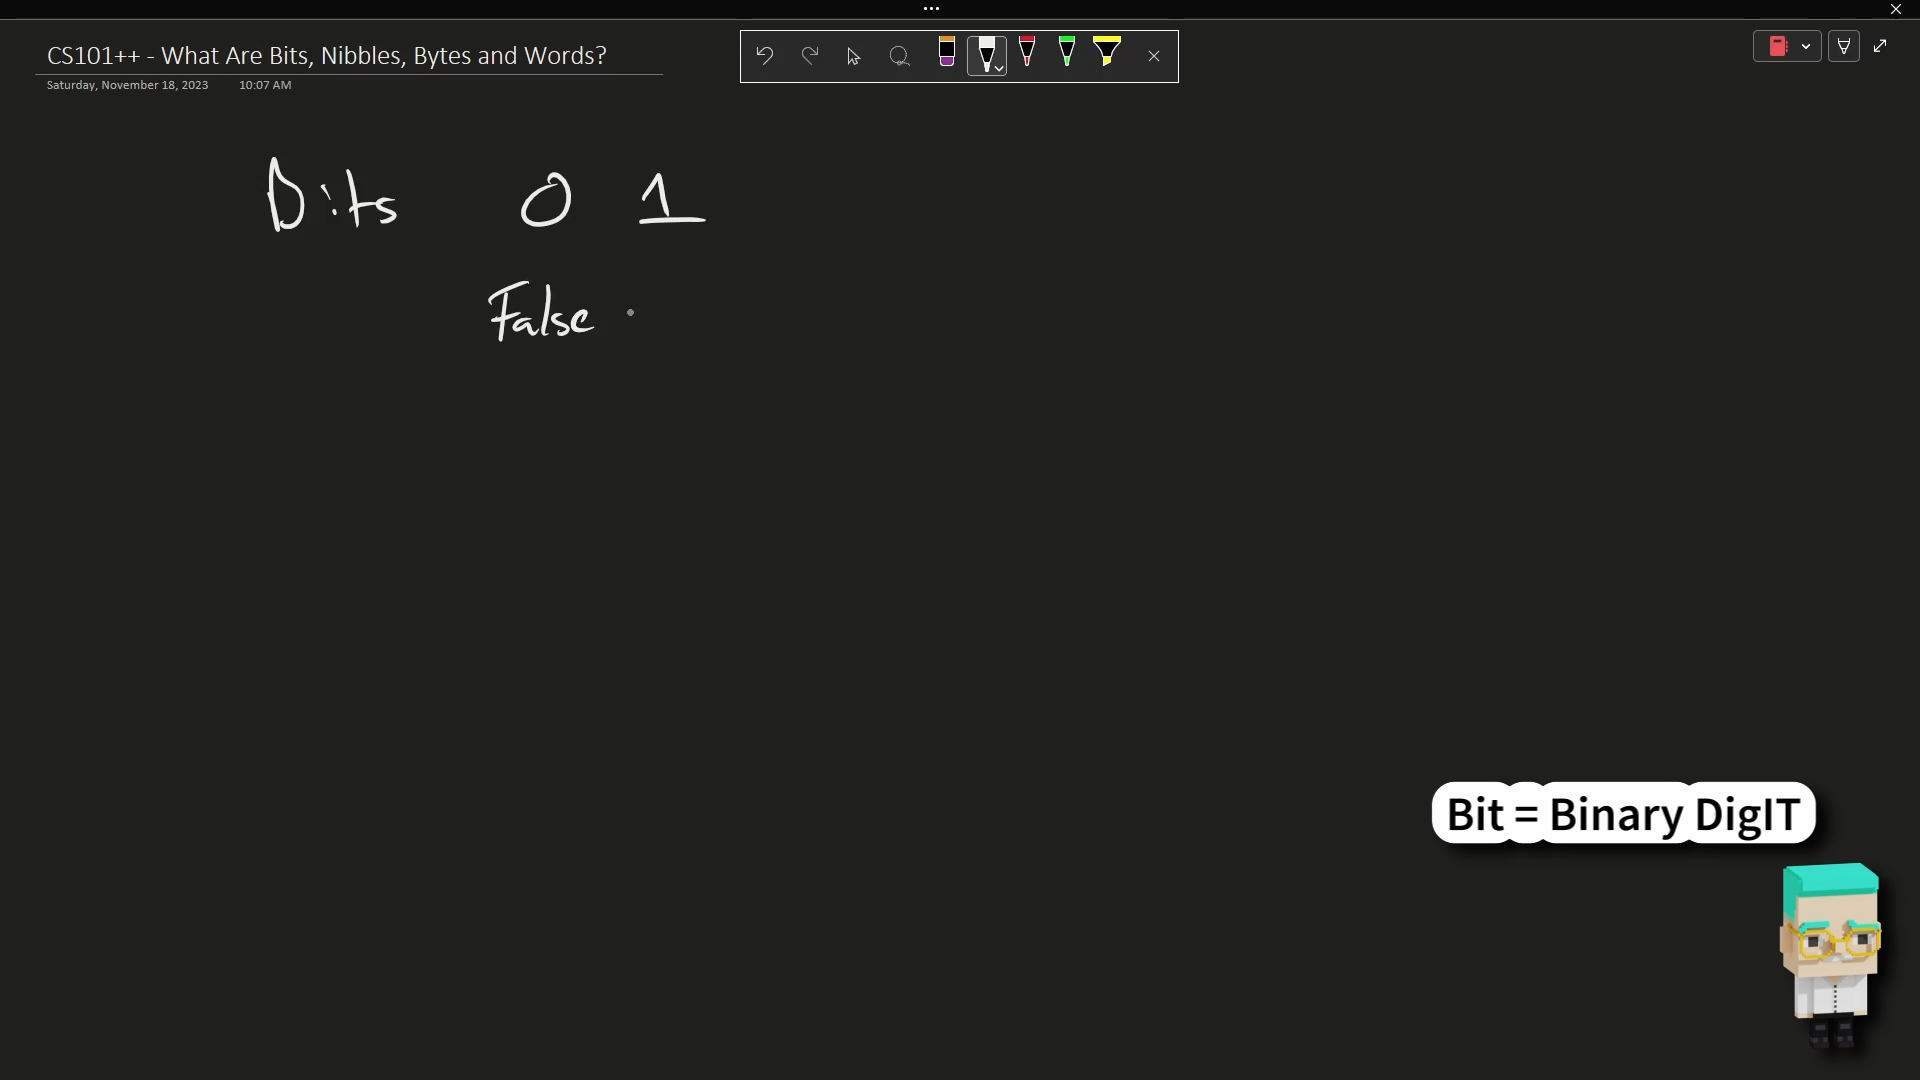 CS101++ - What Are Bits, Nibbles, Bytes and Words?
Saturday, November 18, 2023 10:07 AM
Bits 0 1
False
Bit = Binary DigIT